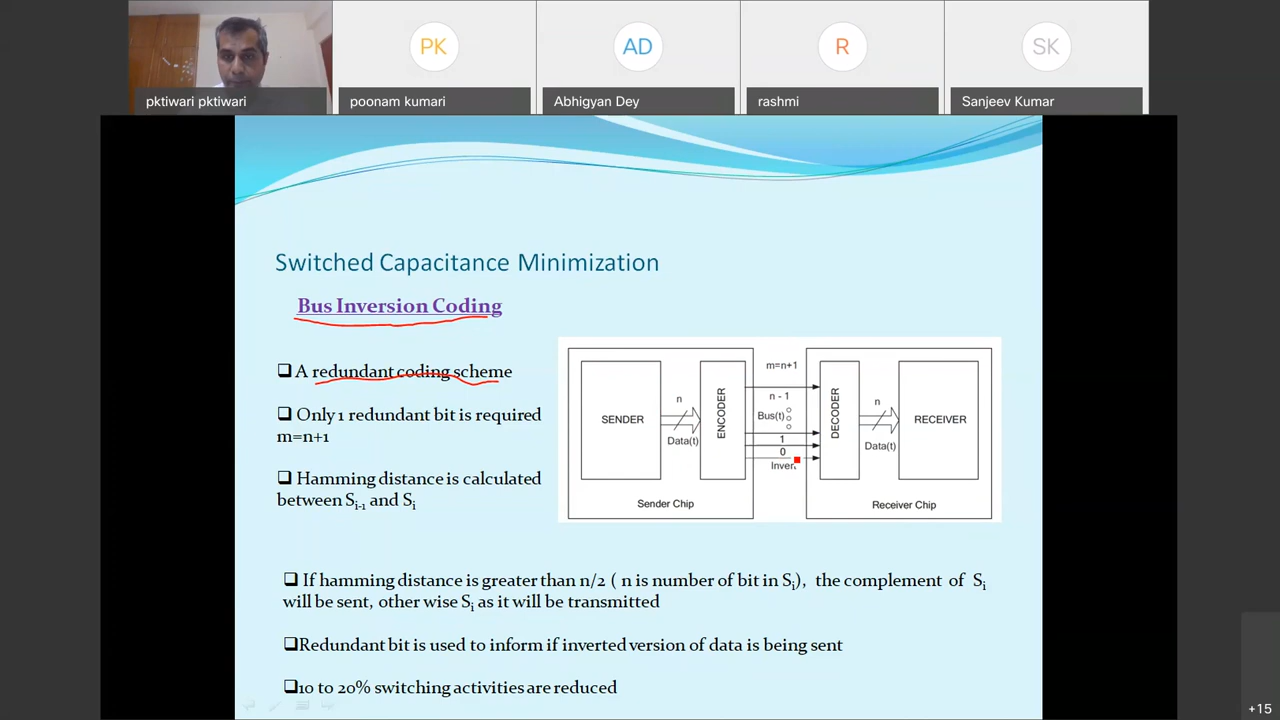 PK
AD
R
SK
pktiwari pktiwari
poonam kumari
Abhigyan Dey
rashmi
Sanjeev Kumar
Switched Capacitance Minimization
Bus Inversion Coding
❑ A redundant coding scheme
❑ Only 1 redundant bit is required
m=n+1
❑ Hamming distance is calculated
between Si-1 and Si
SENDER
n
Data(t)
ENCODER
Sender Chip
m=n+1
n - 1
Bus(t)
1
0
DECODER
n
Data(t)
RECEIVER
Receiver Chip
❑ If hamming distance is greater than n/2 ( n is number of bit in Si), the complement of Si
will be sent, other wise Si as it will be transmitted
❑Redundant bit is used to inform if inverted version of data is being sent
❑10 to 20% switching activities are reduced
+15